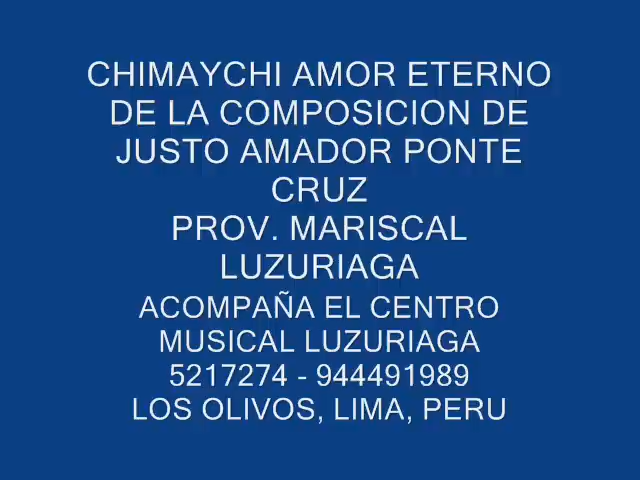 CHIMAYCHI AMOR ETERNO
DE LA COMPOSICION DE
JUSTO AMADOR PONTE
CRUZ
PROV. MARISCAL
LUZURIAGA
ACOMPAÑA EL CENTRO
MUSICAL LUZURIAGA
5217274 - 944491989
LOS OLIVOS, LIMA, PERU